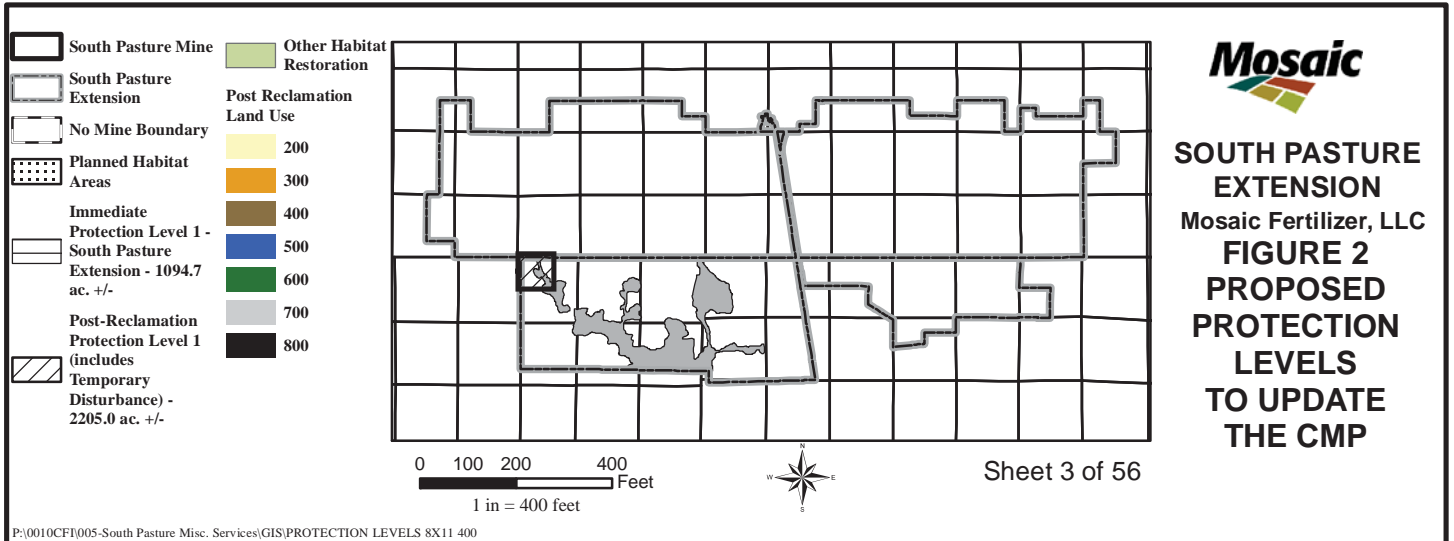 South Pasture Mine
South Pasture
Extension
No Mine Boundary
Planned Habitat
Areas
Immediate
Protection Level 1 -
South Pasture
Extension - 1094.7
ac. +/-
Post-Reclamation
Protection Level 1
(includes
Temporary
Disturbance) -
2205.0 ac. +/-
Other Habitat
Restoration
Post Reclamation
Land Use
200
300
400
500
600
700
800
0 100 200 400
Feet
1 in = 400 feet
N
W E
S
Sheet 3 of 56
Mosaic
SOUTH PASTURE
EXTENSION
Mosaic Fertilizer, LLC
FIGURE 2
PROPOSED
PROTECTION
LEVELS
TO UPDATE
THE CMP
P:\0010CFI\005-South Pasture Misc. Services\GIS\PROTECTION LEVELS 8X11 400